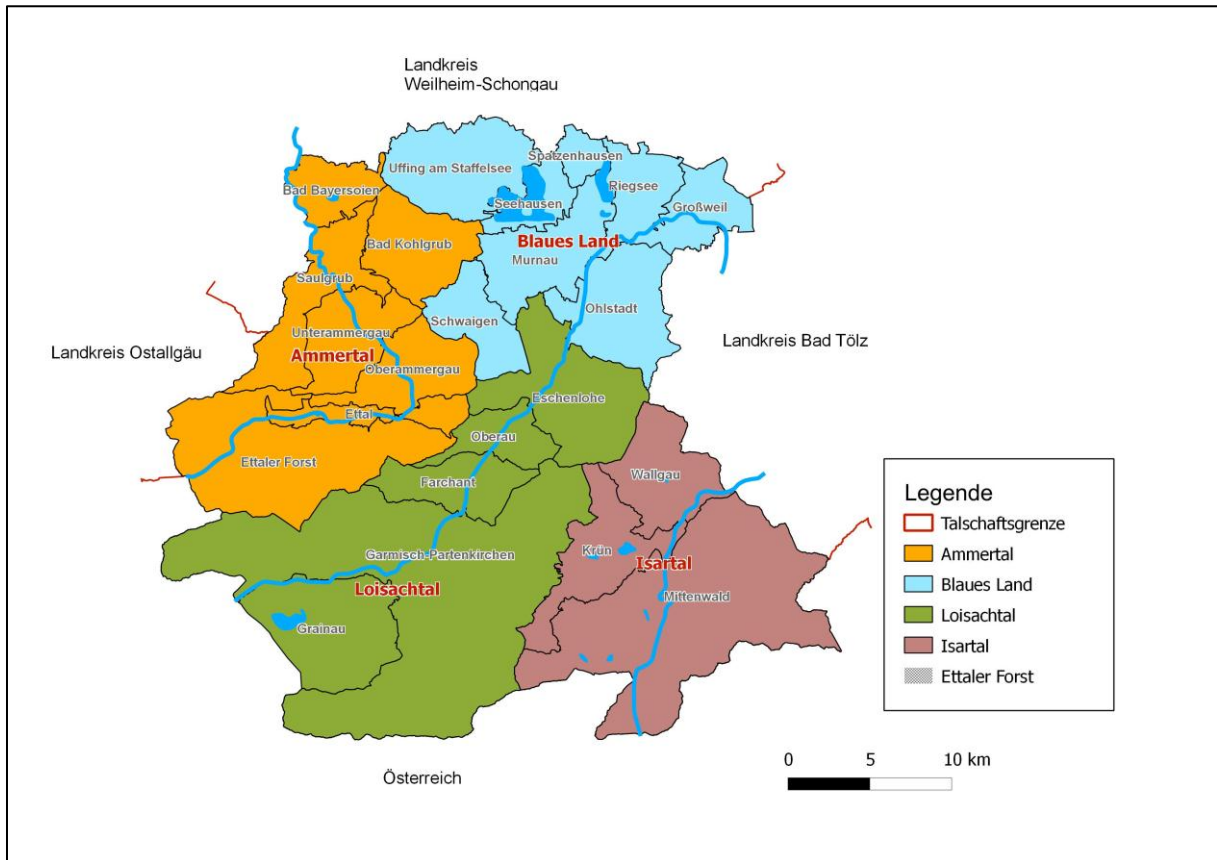 Landkreis
Weilheim-Schongau
Spatzenhausen
Uffing am Staffelsee
Bad Bayersoien
Riegsee
Seehausen
Großweil
Blaues Land
Bad Kohlgrub
Murnau
Saulgrub
Ohlstadt
Schwaigen
Unterammergau
Landkreis Ostallgäu
Ammertal
Landkreis Bad Tölz
Oberammergau
Eschenlohe
Ettal
Oberau
Ettaler Forst
Wallgau
Farchant
Krün
Garmisch-Partenkirchen
Isartal
Loisachtal
Mittenwald
Grainau
Österreich
Legende
Talschaftsgrenze
Ammertal
Blaues Land
Loisachtal
Isartal
Ettaler Forst
0 5 10 km